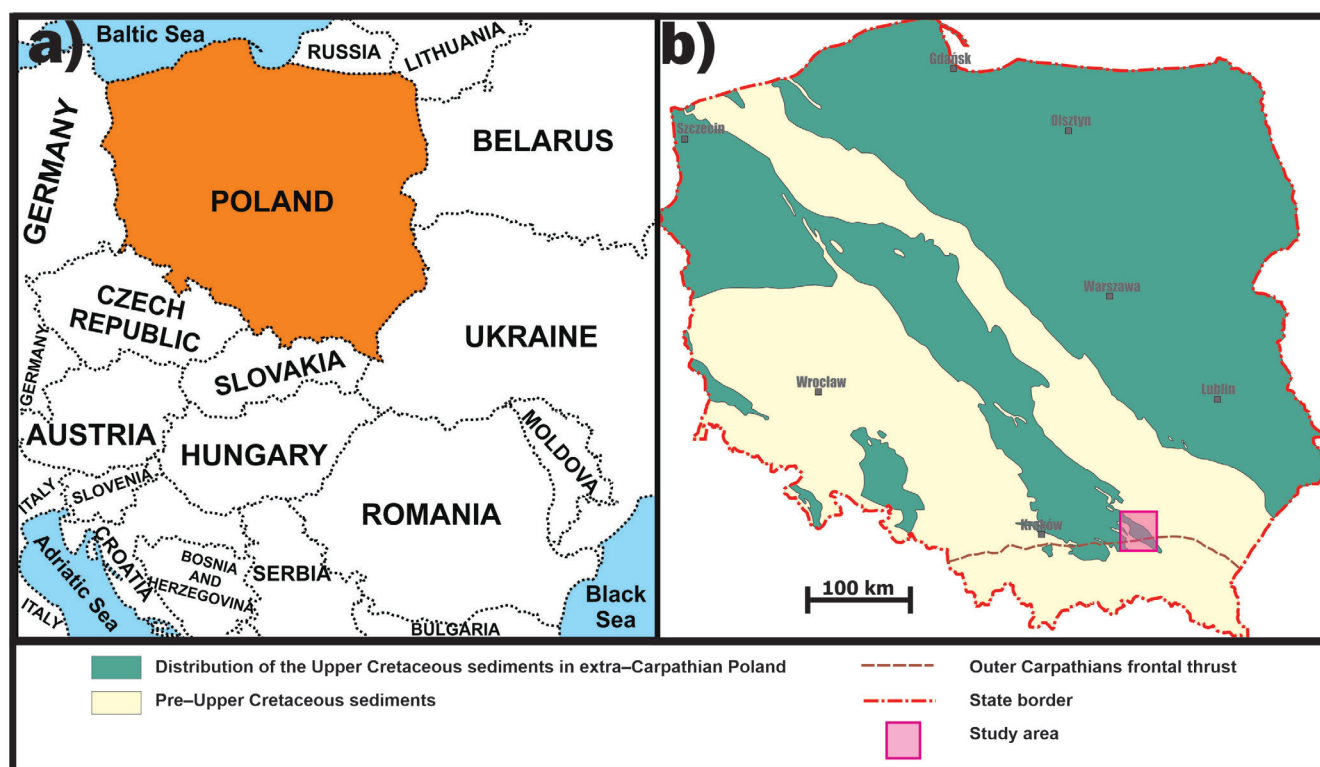 a)
Baltic Sea
RUSSIA
LITHUANIA
GERMANY
BELARUS
POLAND
CZECH
REPUBLIC
UKRAINE
GERMANY
SLOVAKIA
AUSTRIA
HUNGARY
MOLDOVA
ITALY
SLOVENIA
ROMANIA
CROATIA
BOSNIA
AND
HERZEGOVINA
SERBIA
Adriatic Sea
Black
Sea
ITALY
BULGARIA
b)
Gdańsk
Szczecin
Olsztyn
Warszawa
Wrocław
Lublin
Kraków
100 km
Distribution of the Upper Cretaceous sediments in extra–Carpathian Poland
Pre–Upper Cretaceous sediments
Outer Carpathians frontal thrust
State border
Study area